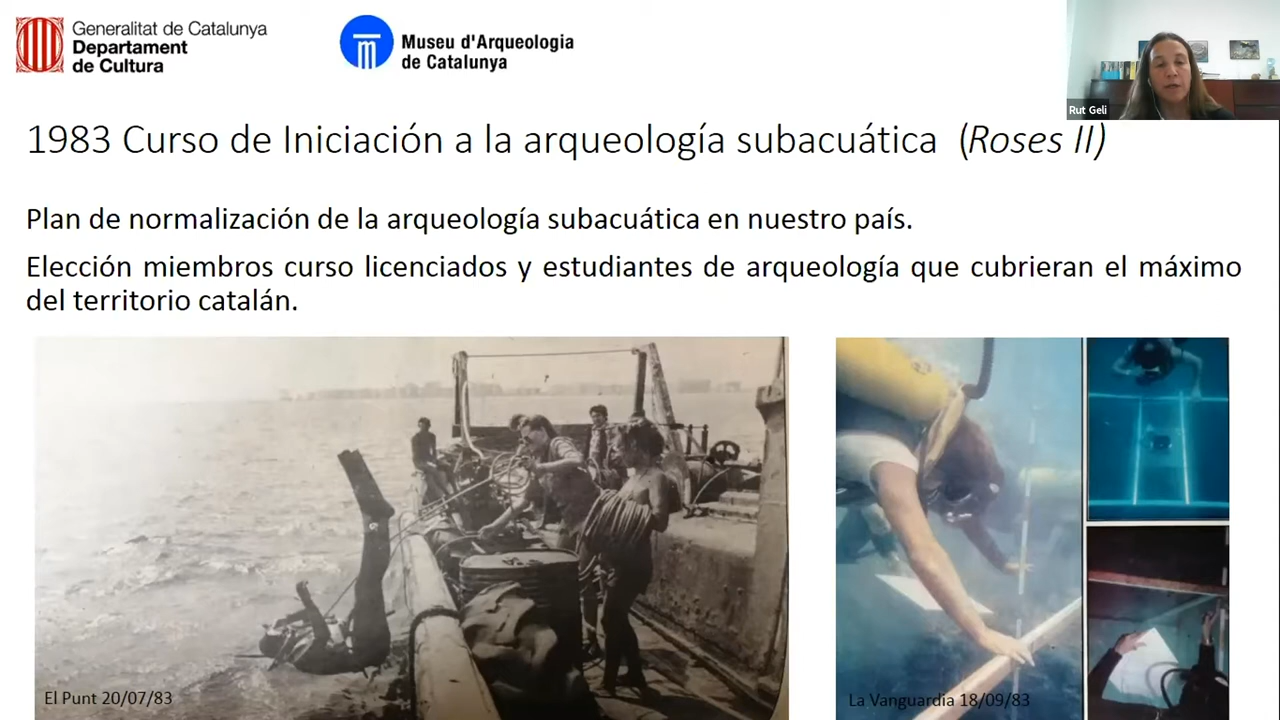 Generalitat de Catalunya
Departament
de Cultura
Museu d'Arqueologia
de Catalunya
Rut Geli
1983 Curso de Iniciación a la arqueología subacuática (Roses II)
Plan de normalización de la arqueología subacuática en nuestro país.
Elección miembros curso licenciados y estudiantes de arqueología que cubrieran el máximo
del territorio catalán.
El Punt 20/07/83
La Vanguardia 18/09/83